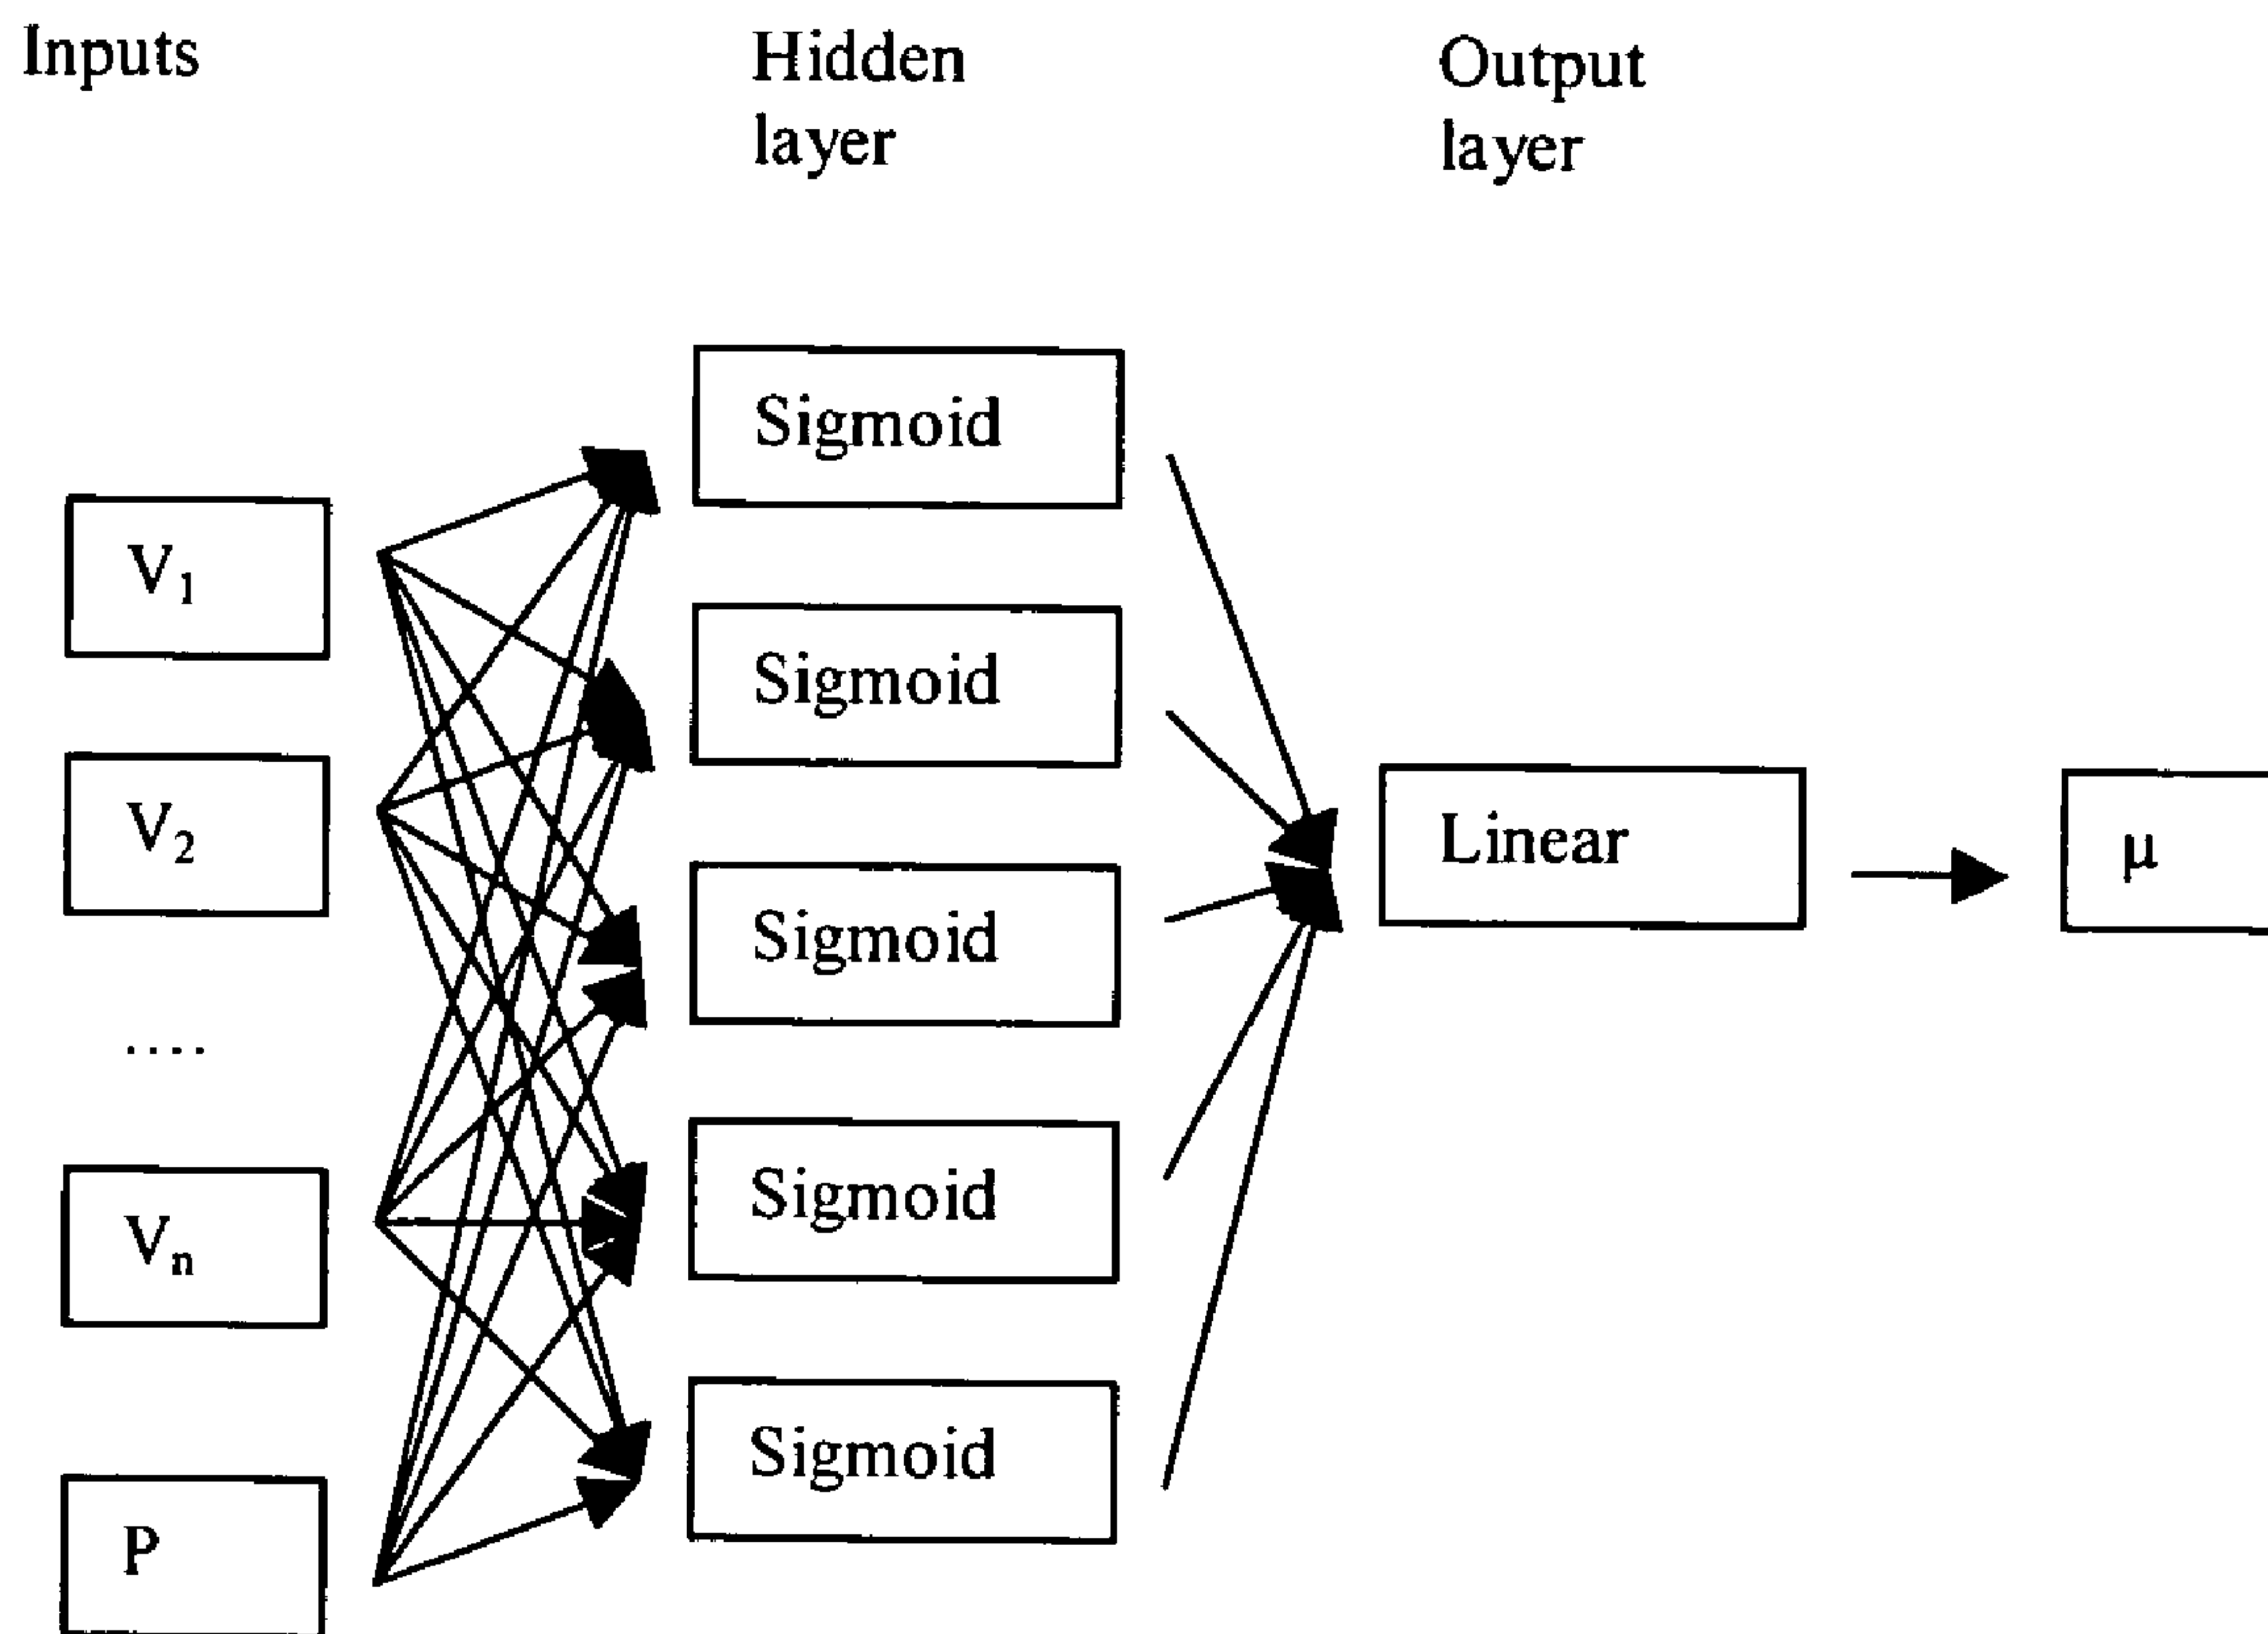 Inputs
Hidden
layer
Output
layer
V1
V2
....
Vn
P
Sigmoid
Sigmoid
Sigmoid
Sigmoid
Sigmoid
Linear
μ